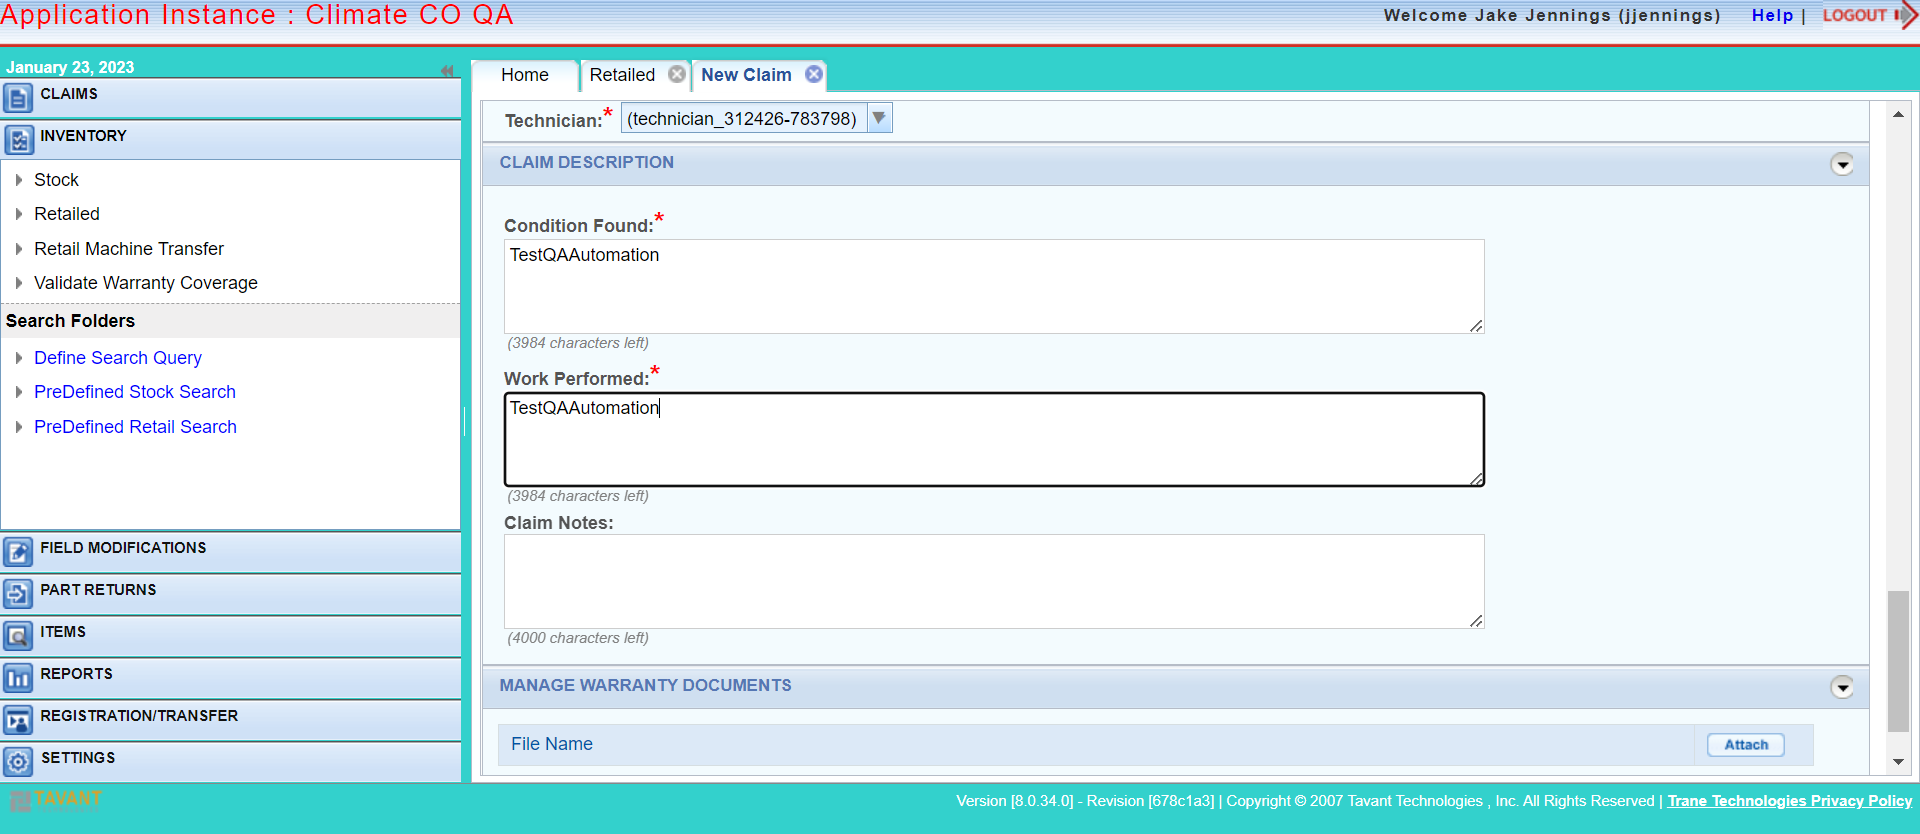 Application Instance : Climate CO QA
Welcome Jake Jennings (jjennings) Help | LOGOUT
January 23, 2023
CLAIMS
INVENTORY
Stock
Retailed
Retail Machine Transfer
Validate Warranty Coverage
Search Folders
Define Search Query
PreDefined Stock Search
PreDefined Retail Search
FIELD MODIFICATIONS
PART RETURNS
ITEMS
REPORTS
REGISTRATION/TRANSFER
SETTINGS
Home Retailed New Claim
Technician:* (technician_312426-783798)
CLAIM DESCRIPTION
Condition Found:*
TestQAAutomation
(3984 characters left)
Work Performed:*
TestQAAutomation
(3984 characters left)
Claim Notes:
(4000 characters left)
MANAGE WARRANTY DOCUMENTS
File Name Attach
TAVANT
Version [8.0.34.0] - Revision [678c1a3] | Copyright © 2007 Tavant Technologies , Inc. All Rights Reserved | Trane Technologies Privacy Policy